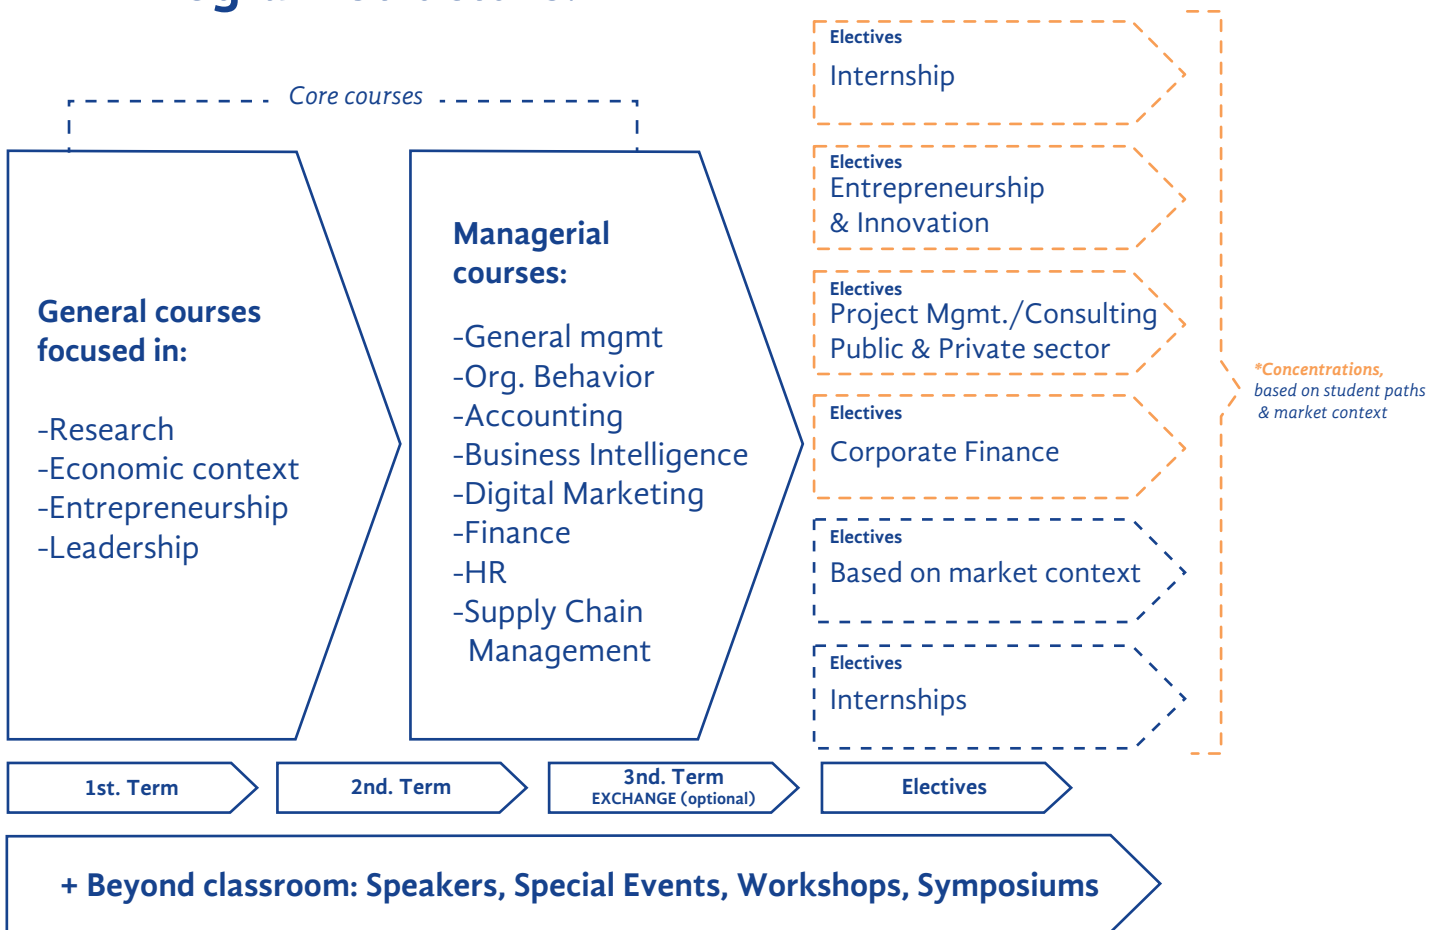 Core courses
General courses
focused in:
-Research
-Economic context
-Entrepreneurship
-Leadership
Managerial
courses:
-General mgmt
-Org. Behavior
-Accounting
-Business Intelligence
-Digital Marketing
-Finance
-HR
-Supply Chain
Management
Electives
Internship
Electives
Entrepreneurship
& Innovation
Electives
Project Mgmt./Consulting
Public & Private sector
Electives
Corporate Finance
Electives
Based on market context
Electives
Internships
*Concentrations,
based on student paths
& market context
1st. Term
2nd. Term
3nd. Term
EXCHANGE (optional)
Electives
+ Beyond classroom: Speakers, Special Events, Workshops, Symposiums